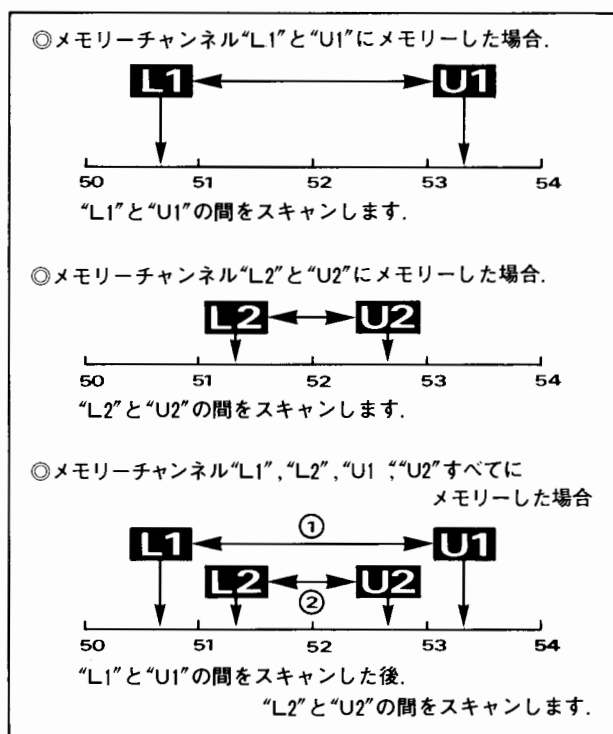 ◎メモリーチャンネル“L1”と“U1”にメモリーした場合.
L1 U1
50 51 52 53 54
“L1”と“U1”の間をスキャンします.
◎メモリーチャンネル“L2”と“U2”にメモリーした場合.
L2 U2
50 51 52 53 54
“L2”と“U2”の間をスキャンします.
◎メモリーチャンネル“L1”,“L2”,“U1”,“U2”すべてに
メモリーした場合
L1 ① U1
L2 ② U2
50 51 52 53 54
“L1”と“U1”の間をスキャンした後.
“L2”と“U2”の間をスキャンします.